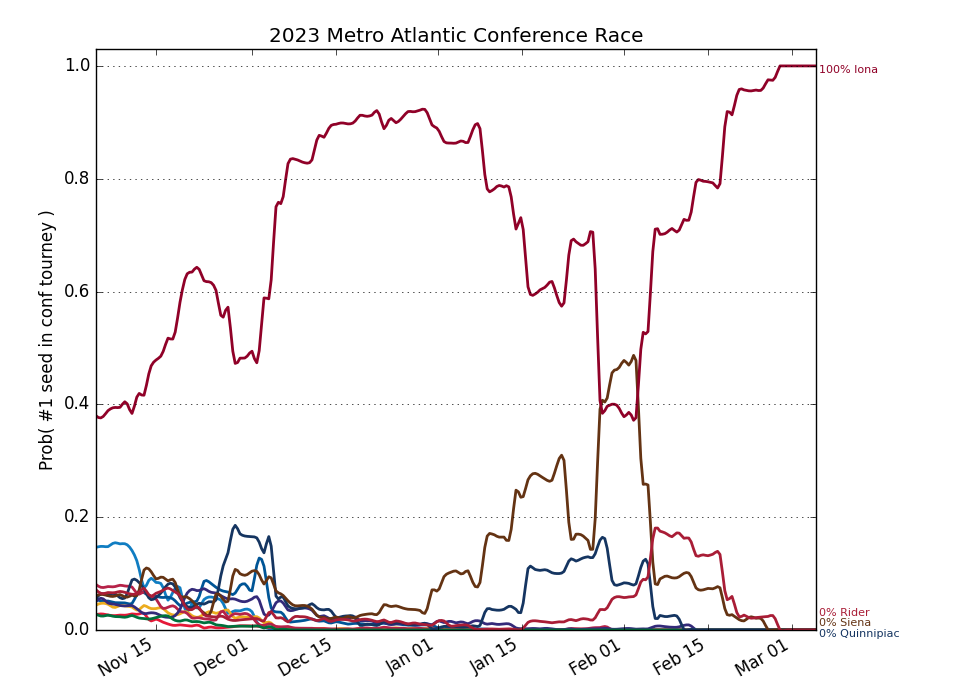 2023 Metro Atlantic Conference Race
Prob( #1 seed in conf tourney )
1.0
0.8
0.6
0.4
0.2
0.0
Nov 15
Dec 01
Dec 15
Jan 01
Jan 15
Feb 01
Feb 15
Mar 01
100% Iona
0% Rider
0% Siena
0% Quinnipiac